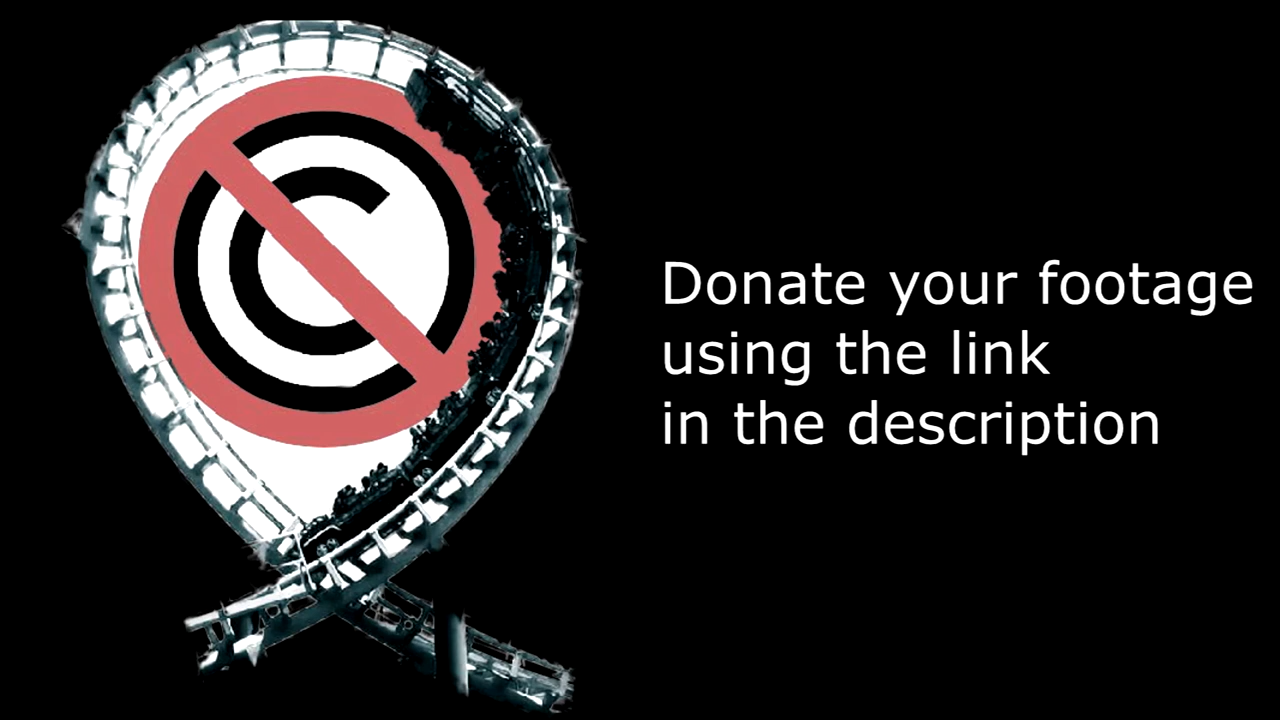 Donate your footage
using the link
in the description